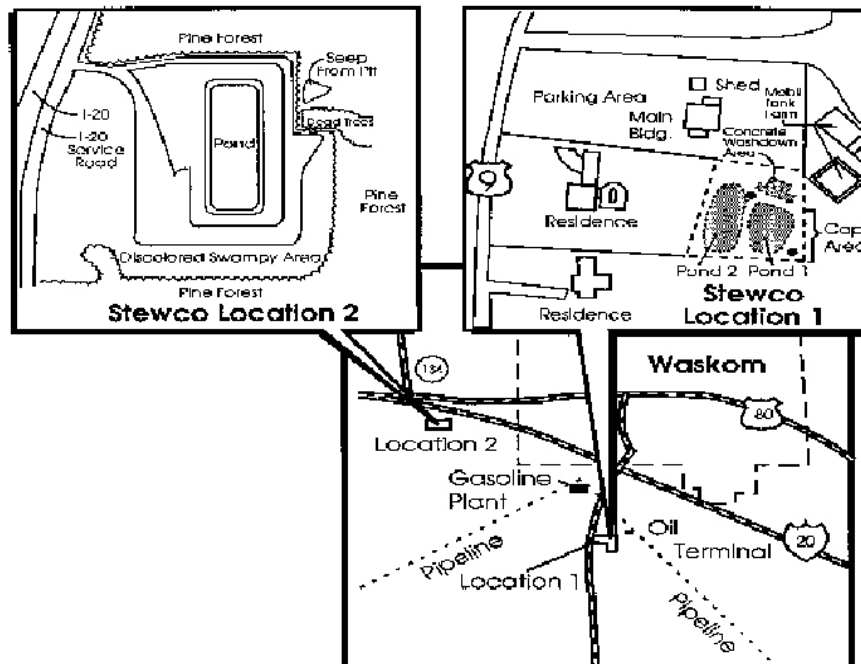 Pine Forest
Seep
From Pit
Dead Trees
I-20
I-20
Service
Road
Pond
Pine
Forest
Discolored Swampy Area
Pine Forest
Stewco Location 2
Shed
Mobil
Tank
Farm
Parking Area
Main
Bldg.
Concrete
Washdown
Area
9
Residence
Cap
Area
Pond 2
Pond 1
Residence
Stewco
Location 1
134
Waskom
80
Location 2
Gasoline
Plant
Oil
Terminal
20
Pipeline
Location 1
Pipeline